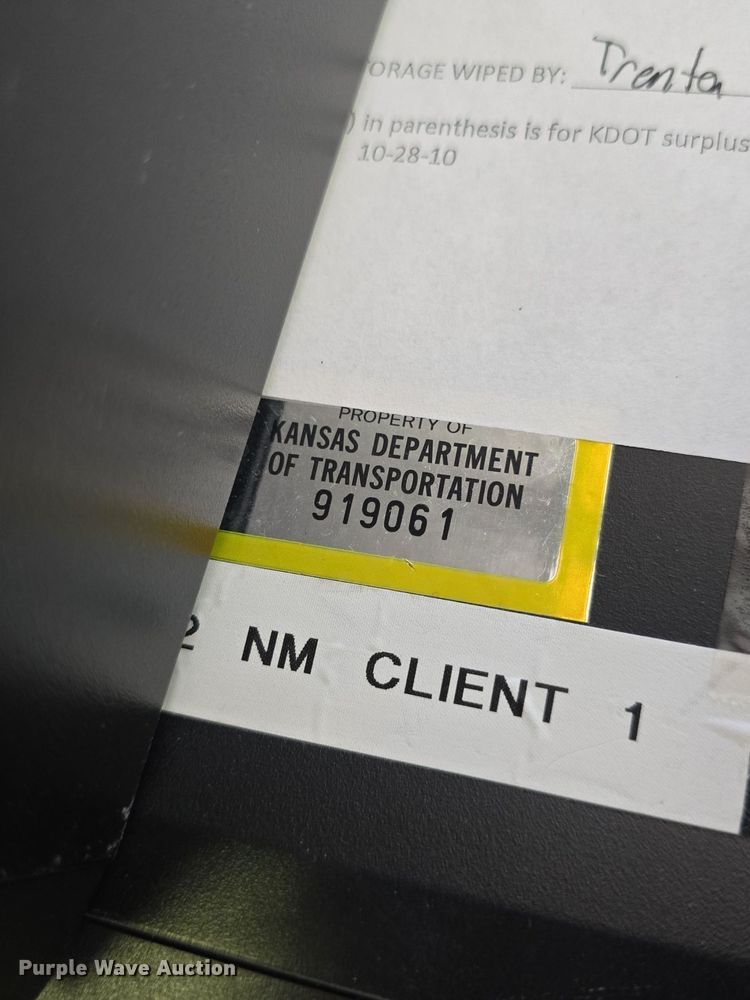 ORAGE WIPED BY: Trenton
) in parenthesis is for KDOT surplus
10-28-10
PROPERTY OF
KANSAS DEPARTMENT
OF TRANSPORTATION
919061
2 NM CLIENT 1
Purple Wave Auction